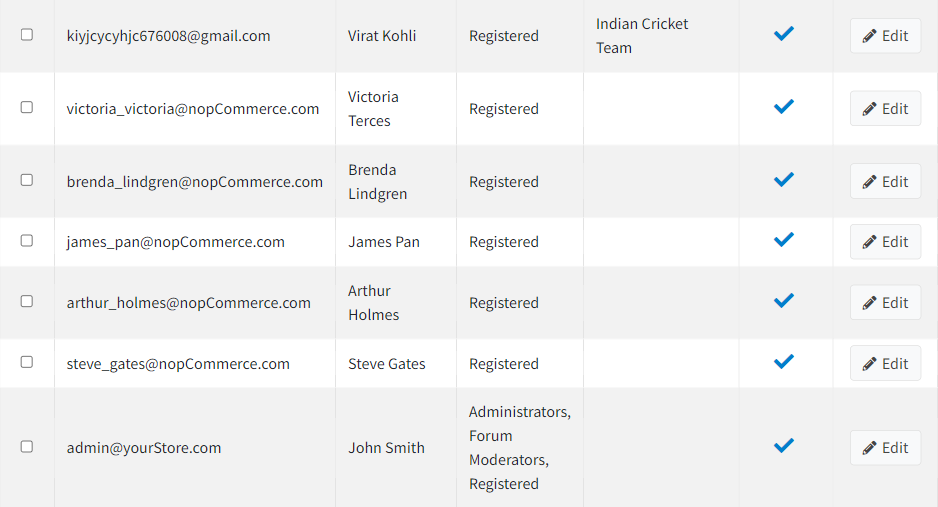 kiyjcycyhjc676008@gmail.com Virat Kohli Registered Indian Cricket Team Edit
victoria_victoria@nopCommerce.com Victoria Terces Registered Edit
brenda_lindgren@nopCommerce.com Brenda Lindgren Registered Edit
james_pan@nopCommerce.com James Pan Registered Edit
arthur_holmes@nopCommerce.com Arthur Holmes Registered Edit
steve_gates@nopCommerce.com Steve Gates Registered Edit
admin@yourStore.com John Smith Administrators, Forum Moderators, Registered Edit